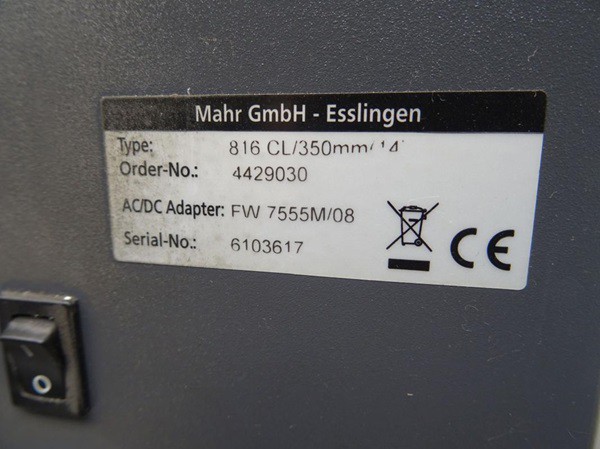 Mahr GmbH - Esslingen
Type: 816 CL/350mm/14"
Order-No.: 4429030
AC/DC Adapter: FW 7555M/08
Serial-No.: 6103617
CE
I
O